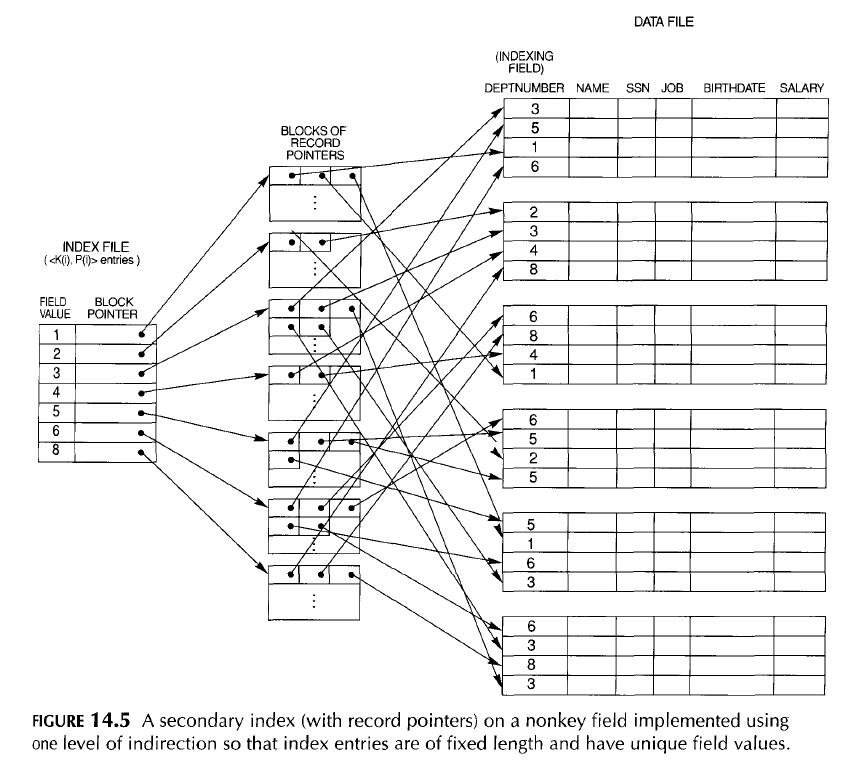 DATA FILE
(INDEXING
FIELD)
DEPTNUMBER NAME SSN JOB BIRTHDATE SALARY
3
5
1
6
2
3
4
8
6
8
4
1
6
5
2
5
5
1
6
3
6
3
8
3
BLOCKS OF
RECORD
POINTERS
INDEX FILE
( <K(i), P(i)> entries )
FIELD BLOCK
VALUE POINTER
1
2
3
4
5
6
8
FIGURE 14.5 A secondary index (with record pointers) on a nonkey field implemented using
one level of indirection so that index entries are of fixed length and have unique field values.